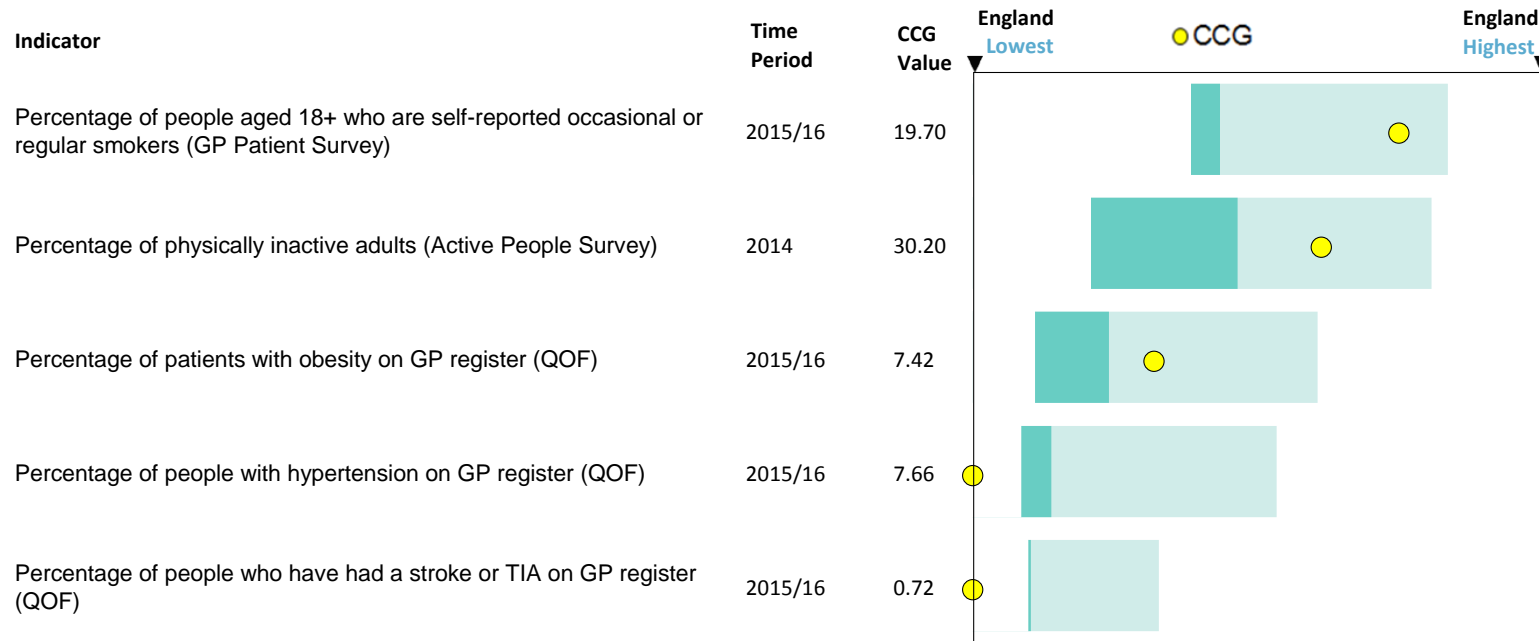 Indicator
Time
Period
CCG
Value
England
Lowest
CCG
England
Highest
Percentage of people aged 18+ who are self-reported occasional or
regular smokers (GP Patient Survey)
2015/16
19.70
Percentage of physically inactive adults (Active People Survey)
2014
30.20
Percentage of patients with obesity on GP register (QOF)
2015/16
7.42
Percentage of people with hypertension on GP register (QOF)
2015/16
7.66
Percentage of people who have had a stroke or TIA on GP register
(QOF)
2015/16
0.72